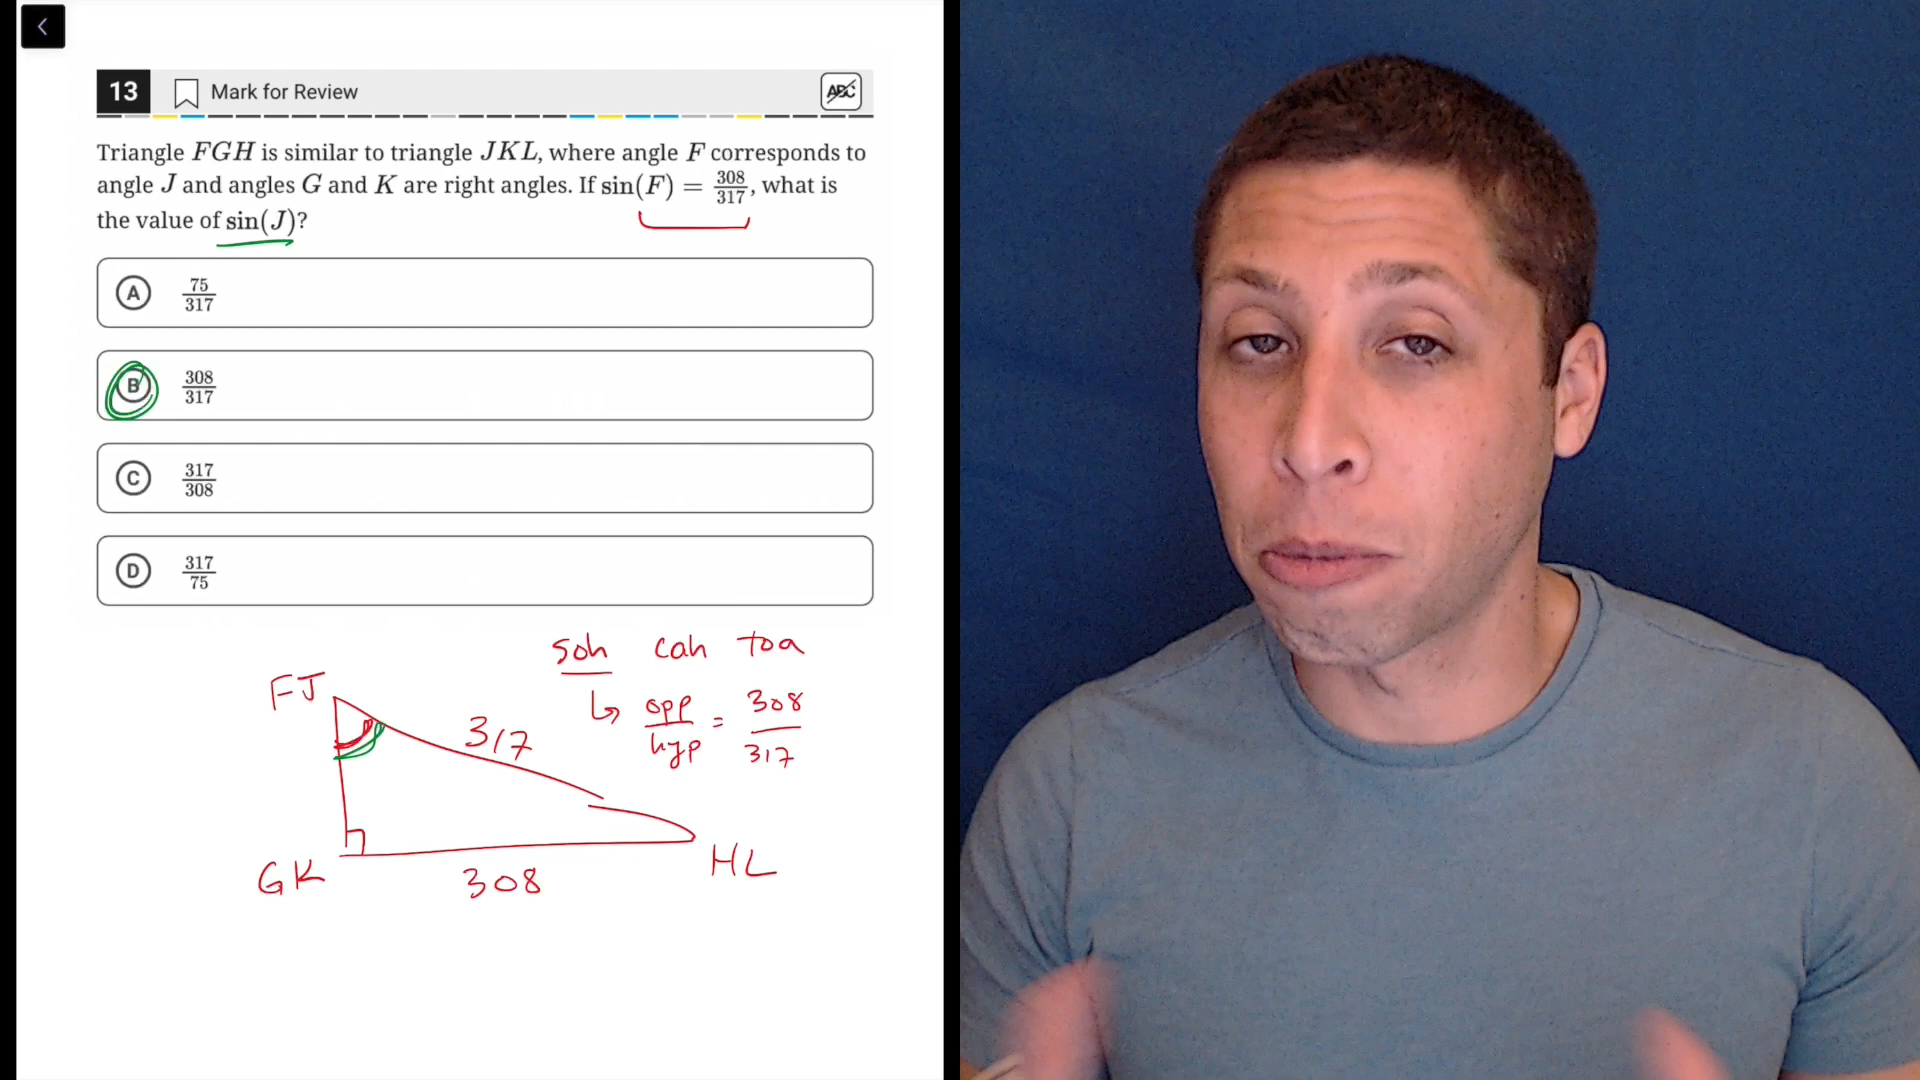 13 Mark for Review ABC
Triangle FGH is similar to triangle JKL, where angle F corresponds to
angle J and angles G and K are right angles. If sin(F) = 308/317, what is
the value of sin(J)?
A 75/317
B 308/317
C 317/308
D 317/75
soh cah toa
FJ
317
opp/hyp = 308/317
GK
308
HL